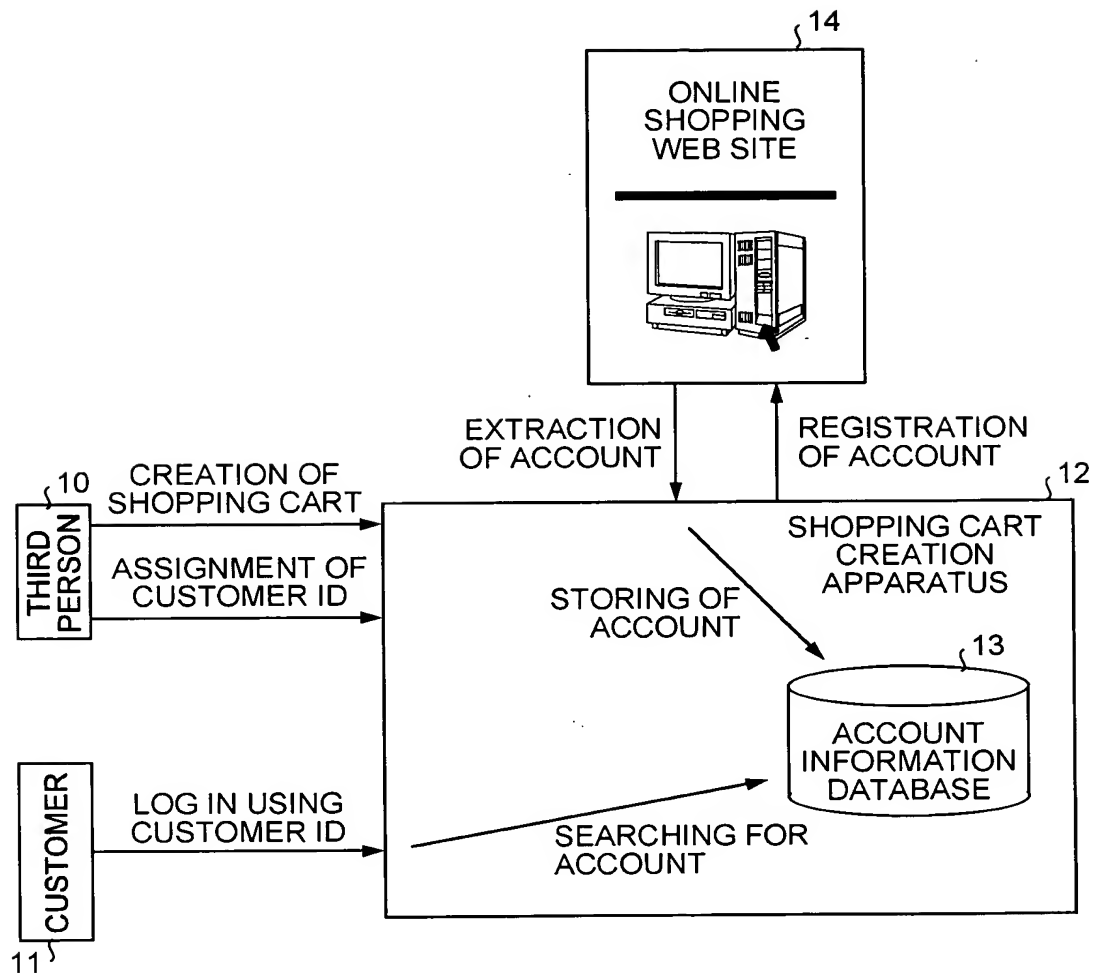 14
ONLINE
SHOPPING
WEB SITE
EXTRACTION
OF ACCOUNT
REGISTRATION
OF ACCOUNT
10
THIRD
PERSON
CREATION OF
SHOPPING CART
ASSIGNMENT OF
CUSTOMER ID
12
SHOPPING CART
CREATION
APPARATUS
STORING OF
ACCOUNT
13
ACCOUNT
INFORMATION
DATABASE
CUSTOMER
11
LOG IN USING
CUSTOMER ID
SEARCHING FOR
ACCOUNT